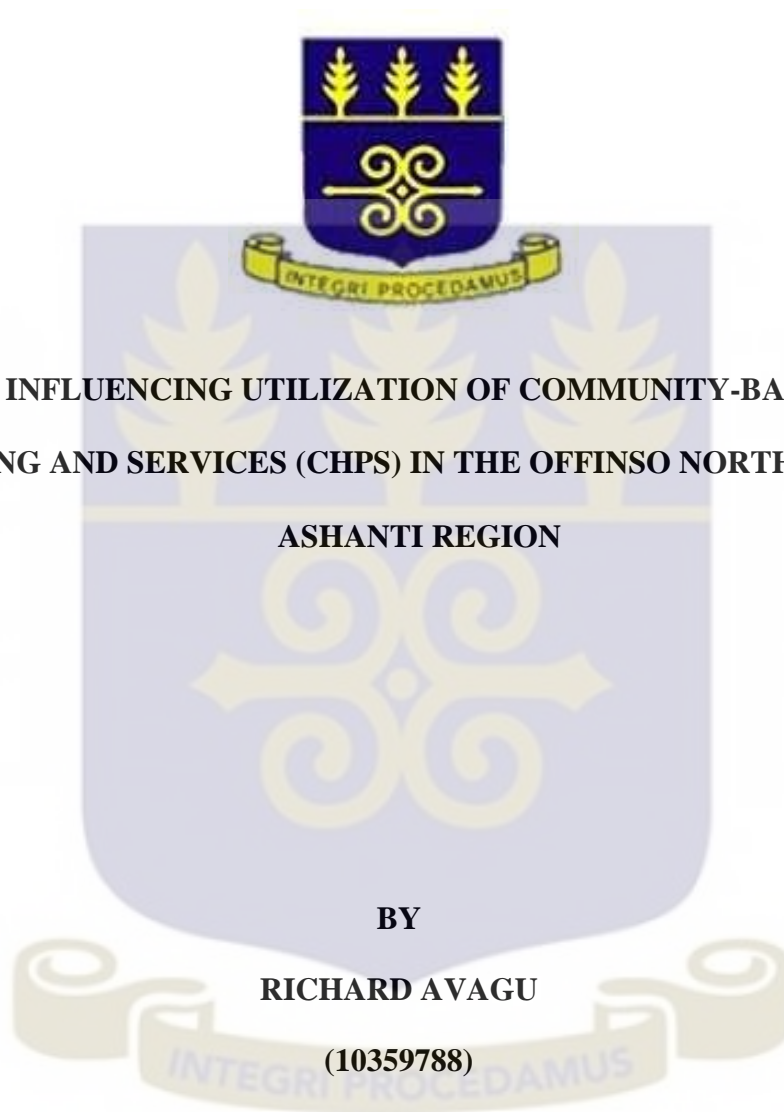 INTEGRI PROCEDAMUS
INFLUENCING UTILIZATION OF COMMUNITY-BA
NG AND SERVICES (CHPS) IN THE OFFINSO NORTH
ASHANTI REGION
BY
RICHARD AVAGU
(10359788)
INTEGRI PROCEDAMUS